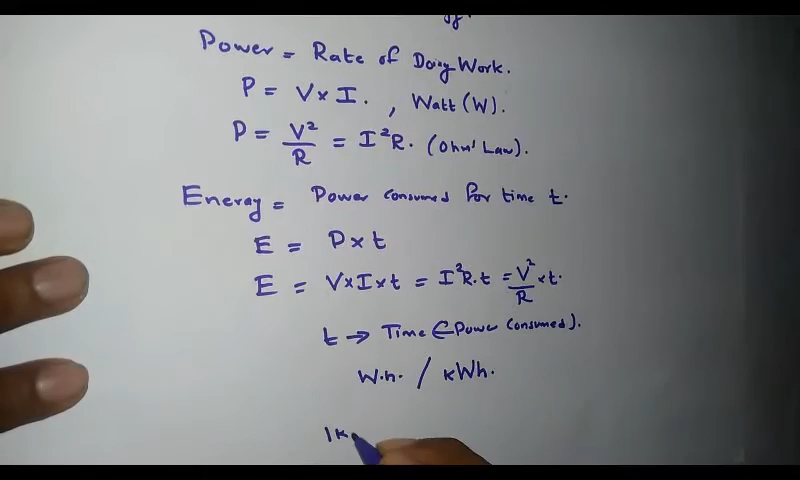 Power = Rate of Doing Work.
P = V×I. , Watt (W).
P = V²/R = I²R. (Ohm' Law).
Energy = Power consumed for time t.
E = P×t
E = V×I×t = I²R.t = V²/R ×t.
t → Time (Power Consumed).
W.h. / kWh.
1k